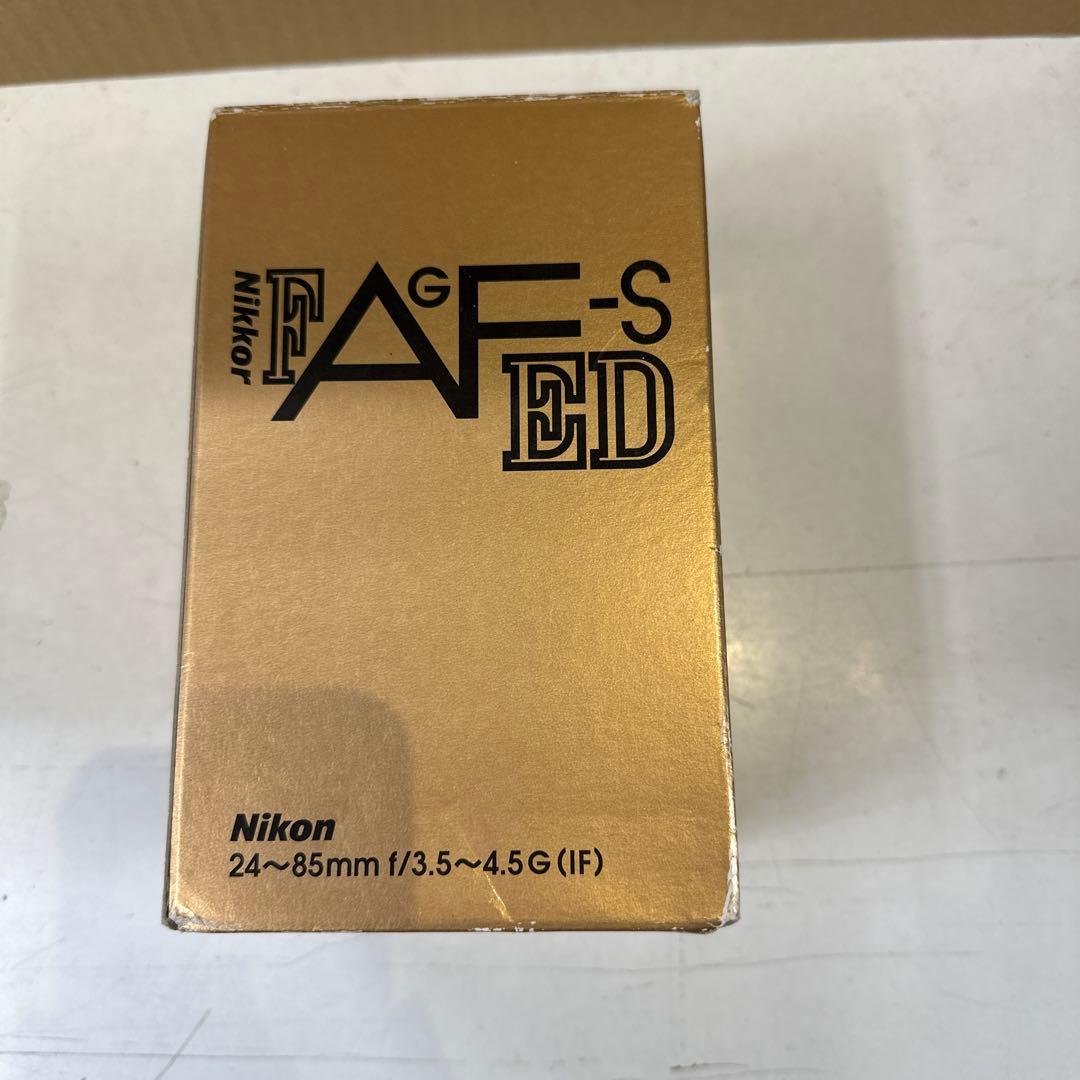 Nikkor
AF-S
G
ED
Nikon
24~85mm f/3.5~4.5G(IF)